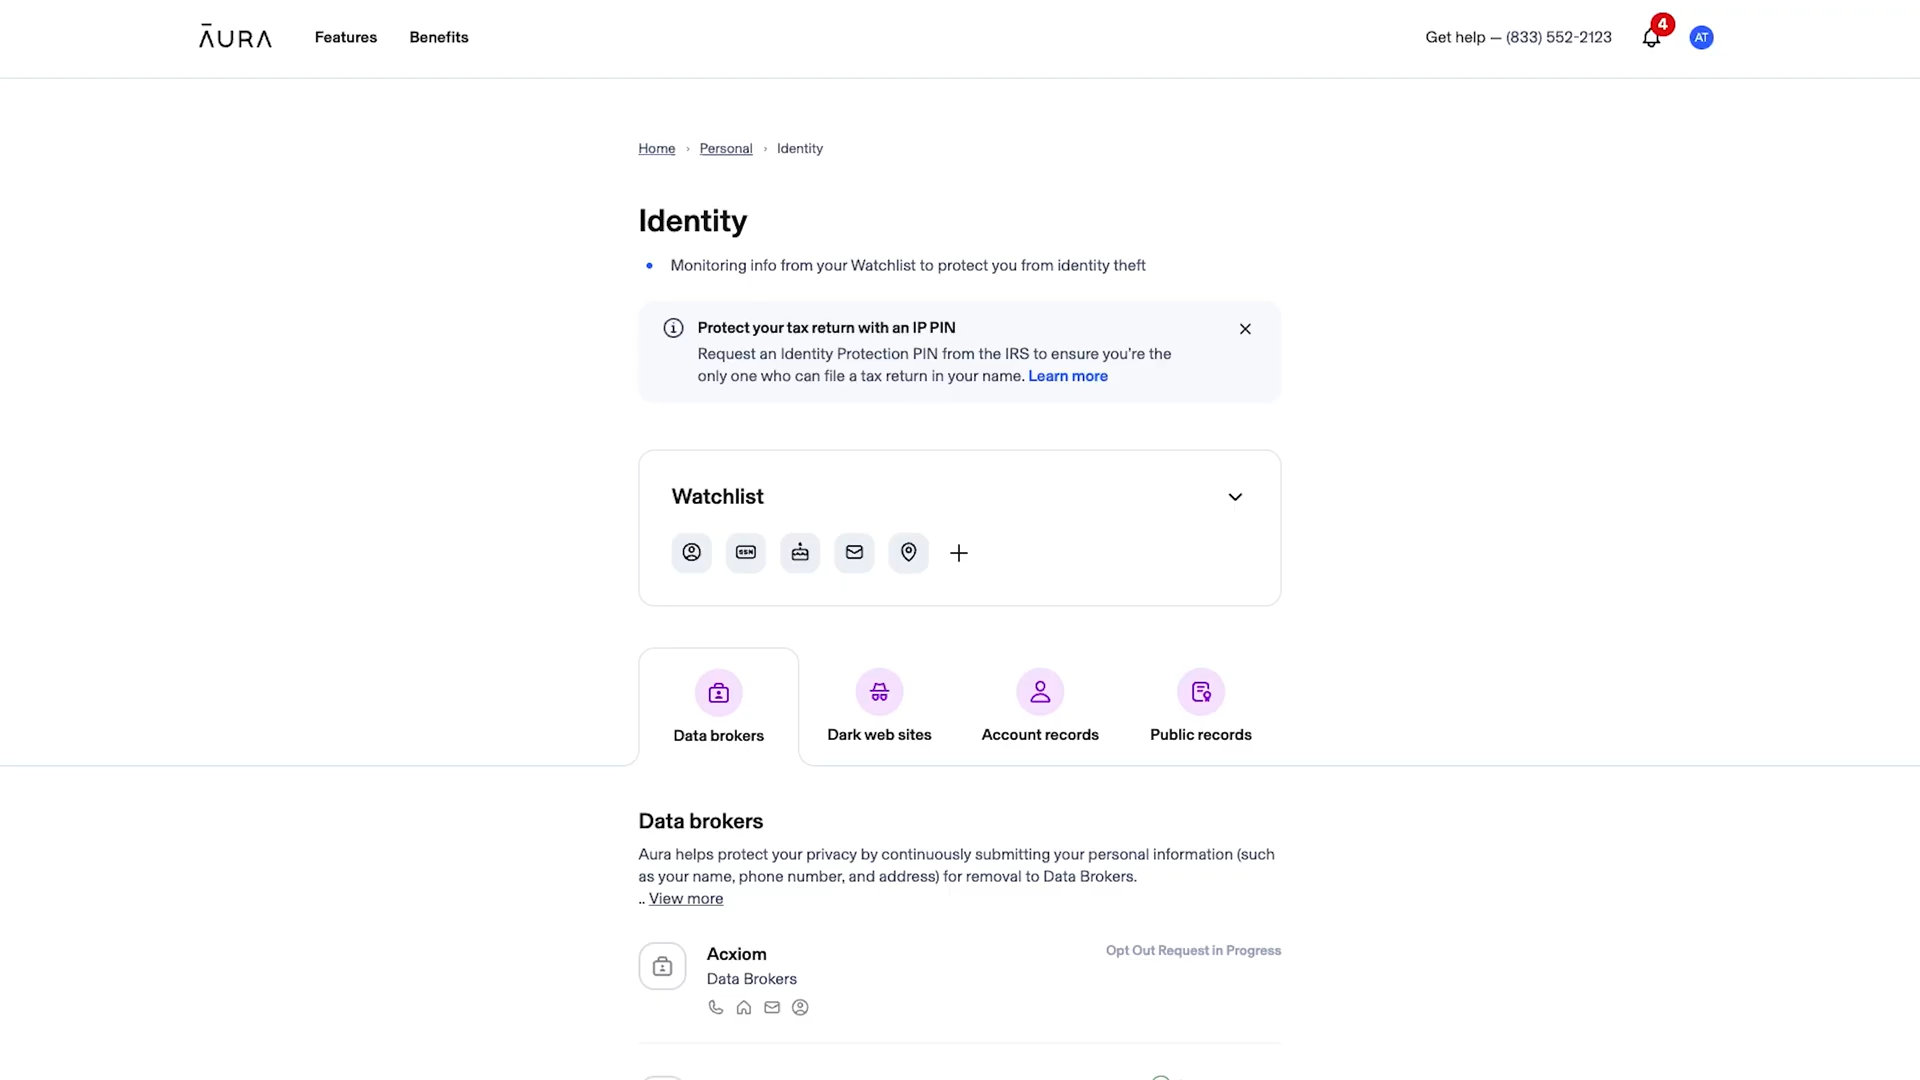 ĀURA
Features
Benefits
Get help — (833) 552-2123
4
AT
Home › Personal › Identity
Identity
• Monitoring info from your Watchlist to protect you from identity theft
Protect your tax return with an IP PIN
Request an Identity Protection PIN from the IRS to ensure you're the
only one who can file a tax return in your name. Learn more
Watchlist
SSN
Data brokers
Dark web sites
Account records
Public records
Data brokers
Aura helps protect your privacy by continuously submitting your personal information (such
as your name, phone number, and address) for removal to Data Brokers.
.. View more
Acxiom
Opt Out Request in Progress
Data Brokers